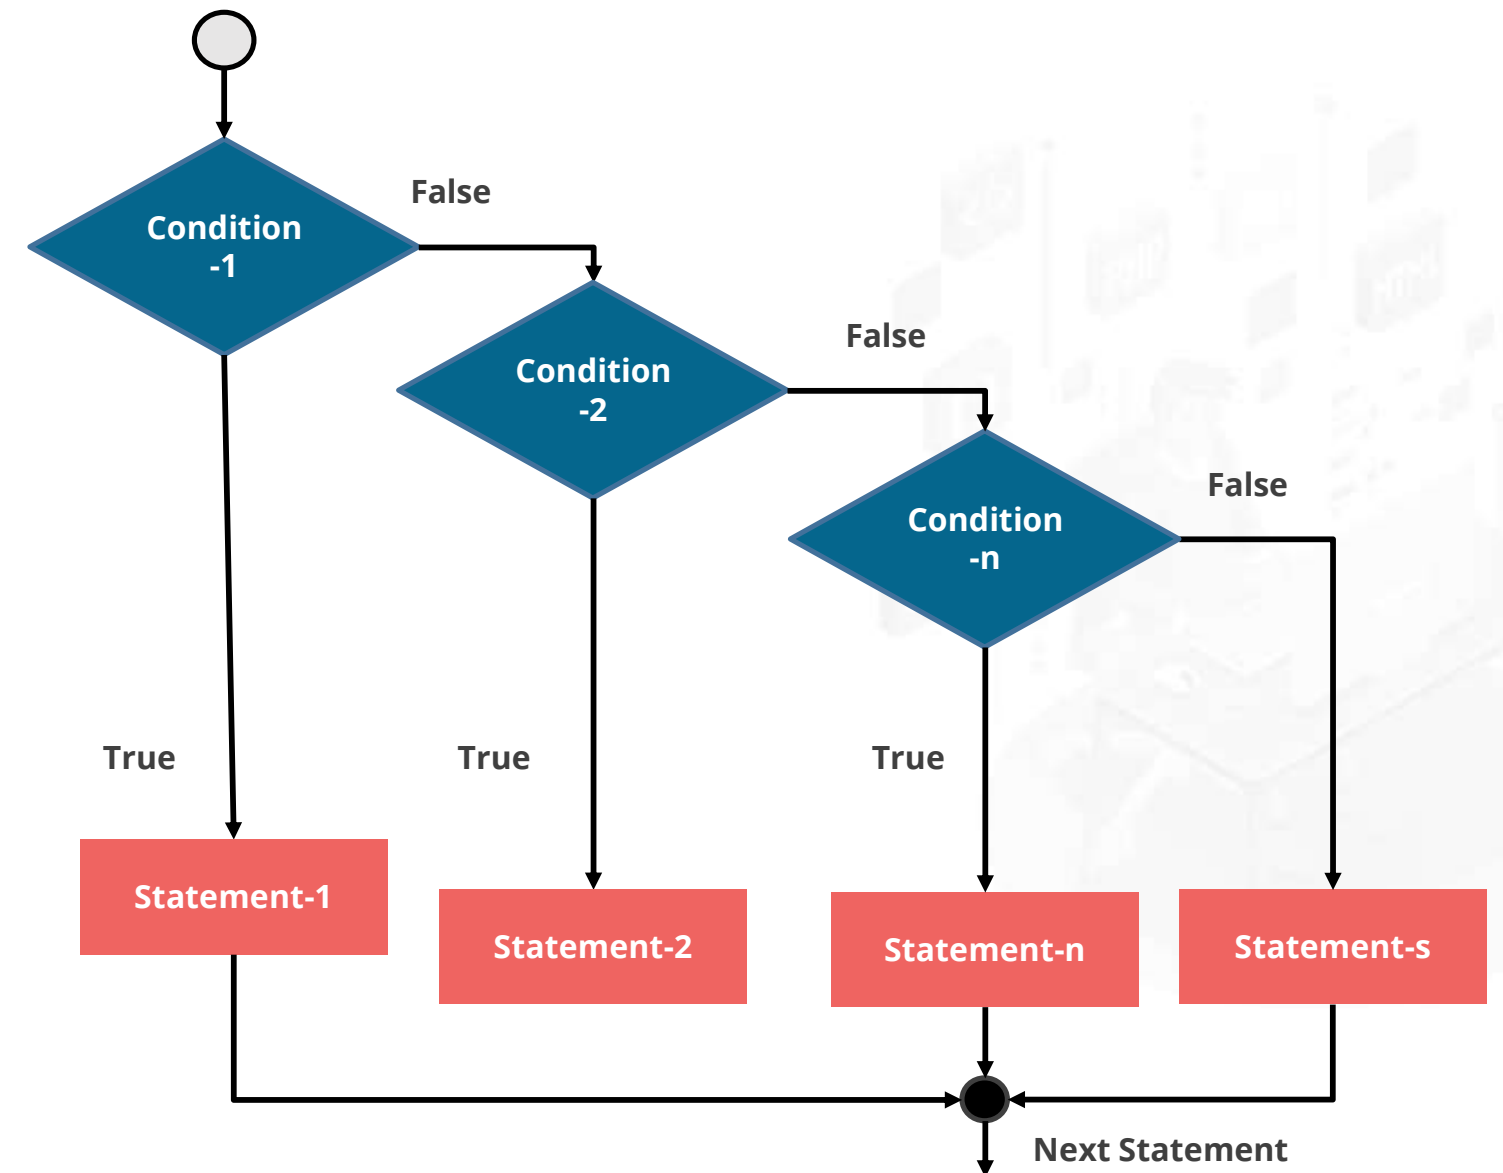 False
Condition
-1
False
Condition
-2
False
Condition
-n
True
True
True
Statement-1
Statement-2
Statement-n
Statement-s
Next Statement